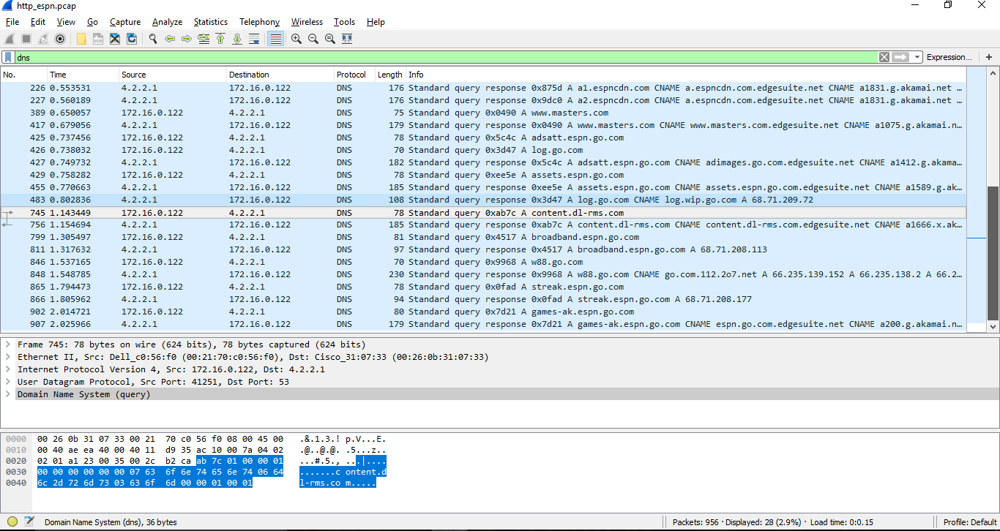 http_espn.pcap
File Edit View Go Capture Analyze Statistics Telephony Wireless Tools Help
dns Expression... +
No. Time Source Destination Protocol Length Info
226 0.553531 4.2.2.1 172.16.0.122 DNS 176 Standard query response 0x875d A a1.espncdn.com CNAME a.espncdn.com.edgesuite.net CNAME a1831.g.akamai.net …
227 0.560189 4.2.2.1 172.16.0.122 DNS 176 Standard query response 0x9dc0 A a2.espncdn.com CNAME a.espncdn.com.edgesuite.net CNAME a1831.g.akamai.net …
389 0.650057 172.16.0.122 4.2.2.1 DNS 75 Standard query 0x0490 A www.masters.com
417 0.679056 4.2.2.1 172.16.0.122 DNS 179 Standard query response 0x0490 A www.masters.com CNAME www.masters.com.edgesuite.net CNAME a1075.g.akamai.n…
425 0.737456 172.16.0.122 4.2.2.1 DNS 78 Standard query 0x5c4c A adsatt.espn.go.com
426 0.738032 172.16.0.122 4.2.2.1 DNS 70 Standard query 0x3d47 A log.go.com
427 0.749732 4.2.2.1 172.16.0.122 DNS 182 Standard query response 0x5c4c A adsatt.espn.go.com CNAME adimages.go.com.edgesuite.net CNAME a1412.g.akama…
429 0.758282 172.16.0.122 4.2.2.1 DNS 78 Standard query 0xee5e A assets.espn.go.com
455 0.770663 4.2.2.1 172.16.0.122 DNS 185 Standard query response 0xee5e A assets.espn.go.com CNAME assets.espn.go.com.edgesuite.net CNAME a1589.g.ak…
483 0.802836 4.2.2.1 172.16.0.122 DNS 108 Standard query response 0x3d47 A log.go.com CNAME log.wip.go.com A 68.71.209.72
745 1.143449 172.16.0.122 4.2.2.1 DNS 78 Standard query 0xab7c A content.dl-rms.com
756 1.154694 4.2.2.1 172.16.0.122 DNS 185 Standard query response 0xab7c A content.dl-rms.com CNAME content.dl-rms.com.edgesuite.net CNAME a1666.x.ak…
799 1.305497 172.16.0.122 4.2.2.1 DNS 81 Standard query 0x4517 A broadband.espn.go.com
811 1.317632 4.2.2.1 172.16.0.122 DNS 97 Standard query response 0x4517 A broadband.espn.go.com A 68.71.208.113
846 1.537165 172.16.0.122 4.2.2.1 DNS 70 Standard query 0x9968 A w88.go.com
848 1.548785 4.2.2.1 172.16.0.122 DNS 230 Standard query response 0x9968 A w88.go.com CNAME go.com.112.2o7.net A 66.235.139.152 A 66.235.138.2 A 66.2…
865 1.794473 172.16.0.122 4.2.2.1 DNS 78 Standard query 0x0fad A streak.espn.go.com
866 1.805962 4.2.2.1 172.16.0.122 DNS 94 Standard query response 0x0fad A streak.espn.go.com A 68.71.208.177
902 2.014721 172.16.0.122 4.2.2.1 DNS 80 Standard query 0x7d21 A games-ak.espn.go.com
907 2.025966 4.2.2.1 172.16.0.122 DNS 179 Standard query response 0x7d21 A games-ak.espn.go.com CNAME espn.go.com.edgesuite.net CNAME a200.g.akamai.n…
Frame 745: 78 bytes on wire (624 bits), 78 bytes captured (624 bits)
Ethernet II, Src: Dell_c0:56:f0 (00:21:70:c0:56:f0), Dst: Cisco_31:07:33 (00:26:0b:31:07:33)
Internet Protocol Version 4, Src: 172.16.0.122, Dst: 4.2.2.1
User Datagram Protocol, Src Port: 41251, Dst Port: 53
Domain Name System (query)
0000 00 26 0b 31 07 33 00 21 70 c0 56 f0 08 00 45 00 .&.1.3.! p.V...E.
0010 00 40 ae ea 40 00 40 11 d9 35 ac 10 00 7a 04 02 .@..@.@. .5...z..
0020 02 01 a1 23 00 35 00 2c b2 ca ab 7c 01 00 00 01 ...#.5., ...|....
0030 00 00 00 00 00 00 07 63 6f 6e 74 65 6e 74 06 64 .......c ontent.d
0040 6c 2d 72 6d 73 03 63 6f 6d 00 00 01 00 01 l-rms.co m.....
Domain Name System (dns), 36 bytes Packets: 956 · Displayed: 28 (2.9%) · Load time: 0:0.15 Profile: Default